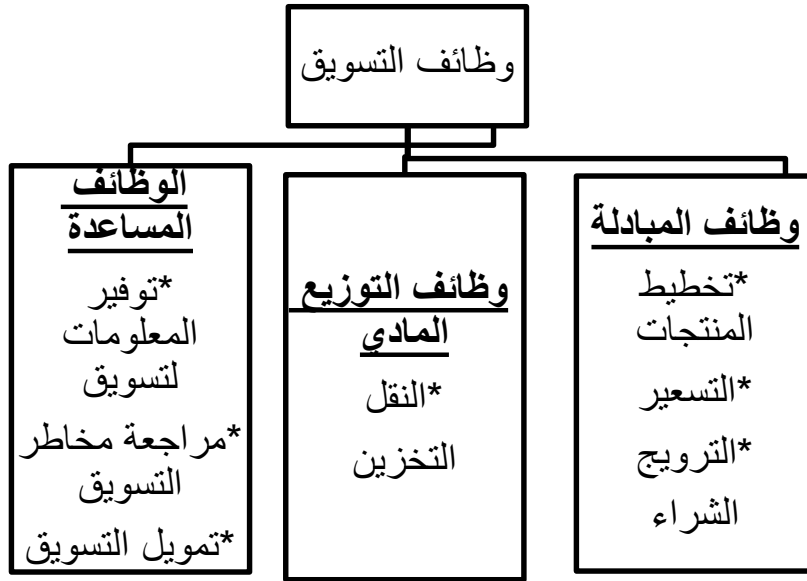 وظائف التسويق
وظائف المبادلة
*تخطيط
المنتجات
*التسعير
*الترويج
الشراء
وظائف التوزيع
المادي
*النقل
التخزين
الوظائف
المساعدة
*توفير
المعلومات
لتسويق
*مراجعة مخاطر
التسويق
*تمويل التسويق